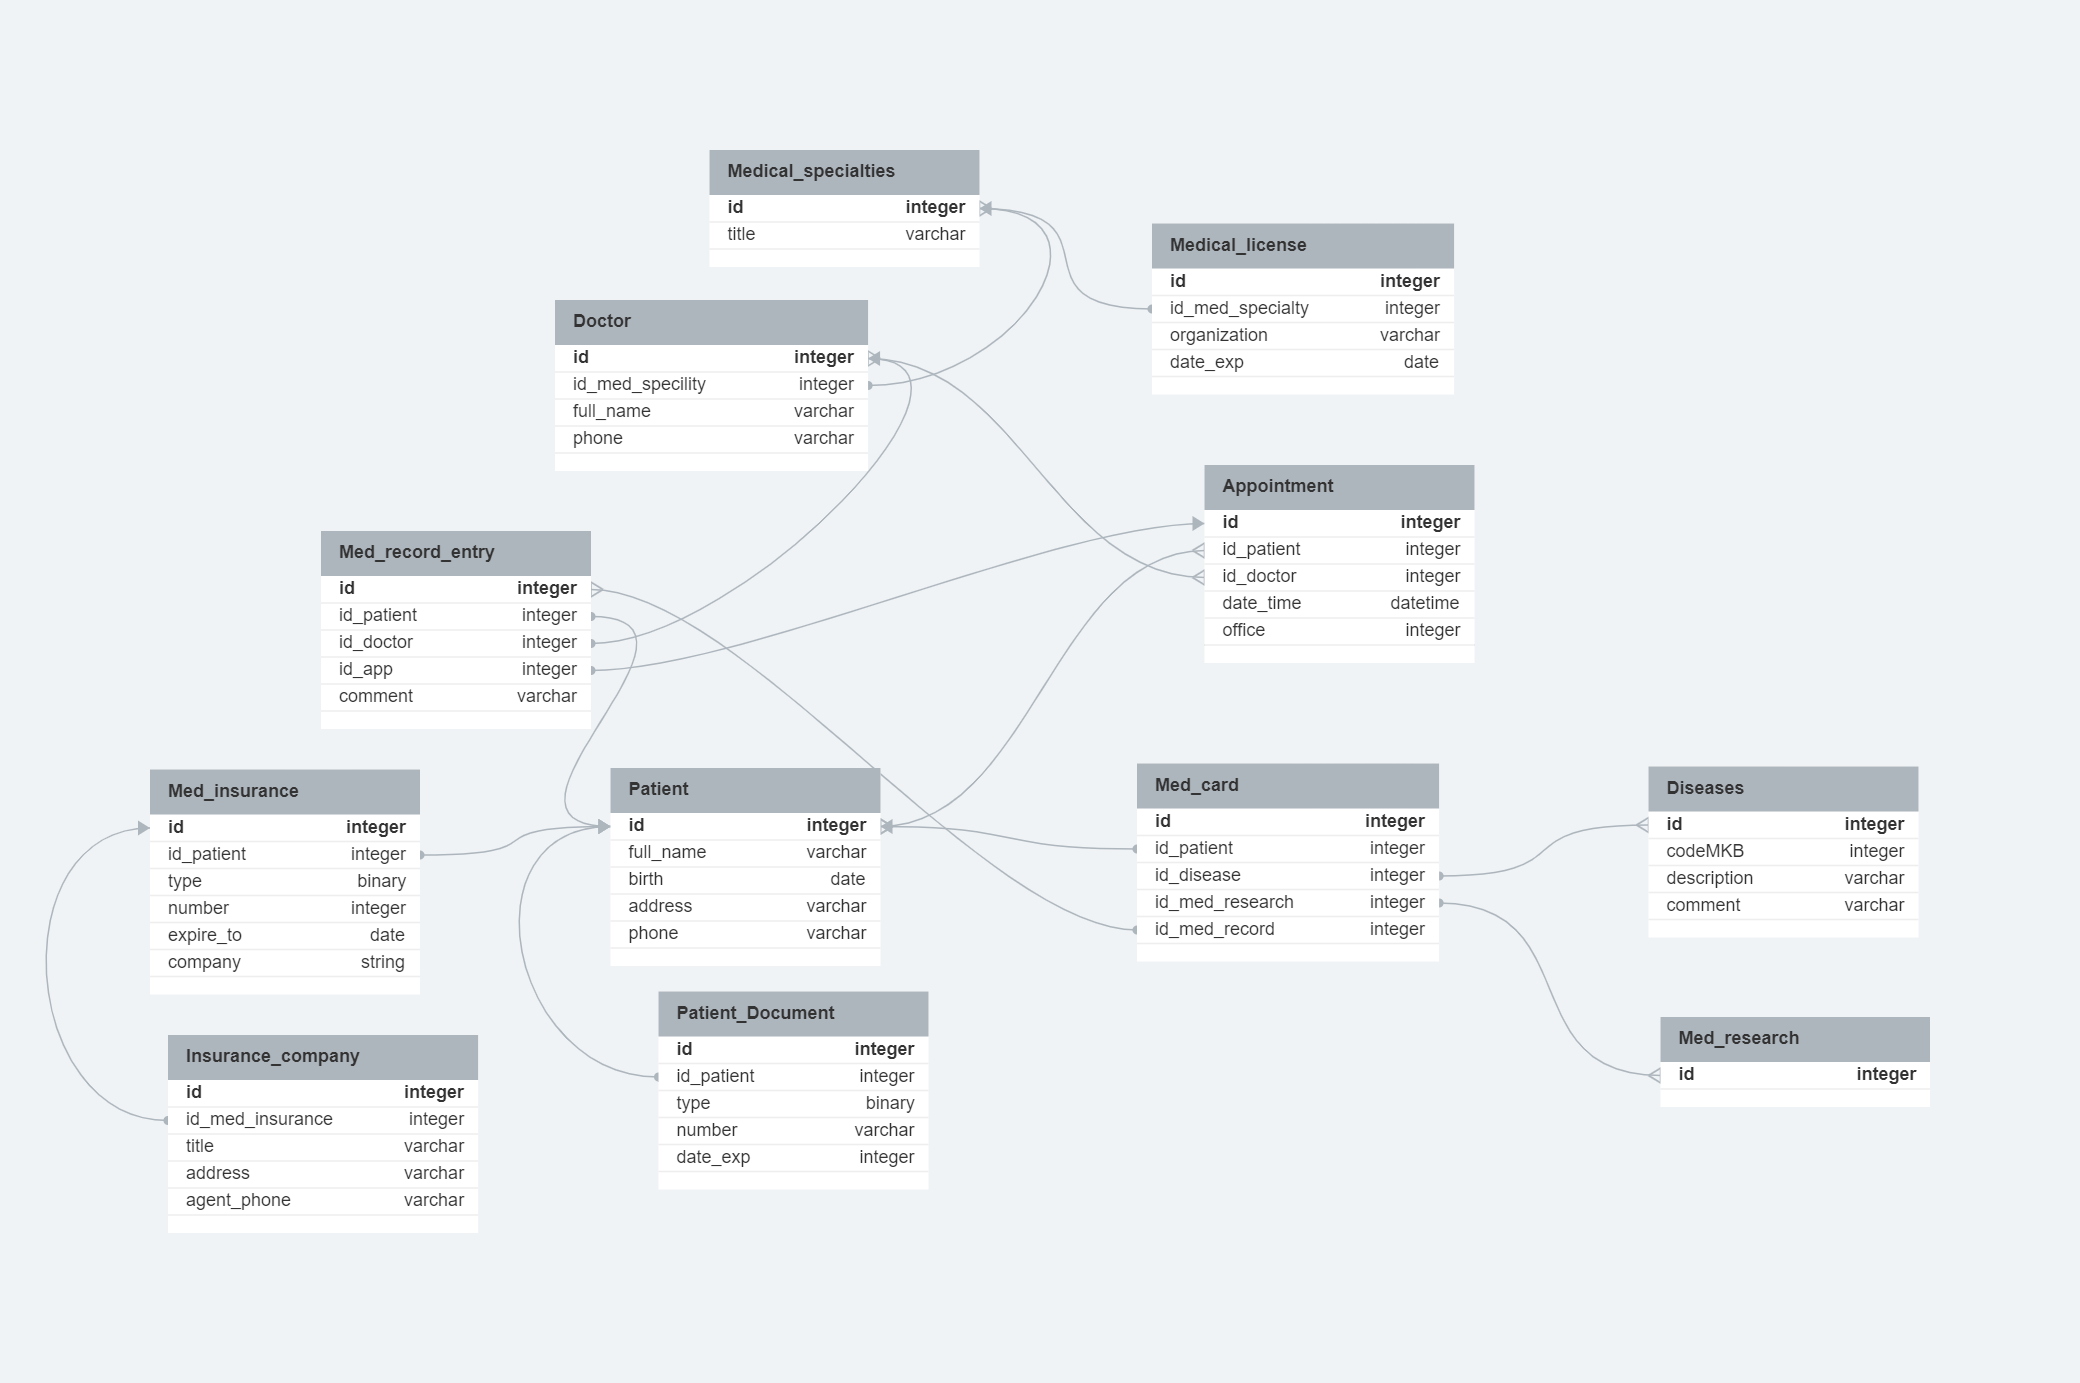 Medical_specialties
id integer
title varchar
Medical_license
id integer
id_med_specialty integer
organization varchar
date_exp date
Doctor
id integer
id_med_specility integer
full_name varchar
phone varchar
Appointment
id integer
id_patient integer
id_doctor integer
date_time datetime
office integer
Med_record_entry
id integer
id_patient integer
id_doctor integer
id_app integer
comment varchar
Med_insurance
id integer
id_patient integer
type binary
number integer
expire_to date
company string
Patient
id integer
full_name varchar
birth date
address varchar
phone varchar
Med_card
id integer
id_patient integer
id_disease integer
id_med_research integer
id_med_record integer
Diseases
id integer
codeMKB integer
description varchar
comment varchar
Patient_Document
id integer
id_patient integer
type binary
number varchar
date_exp integer
Insurance_company
id integer
id_med_insurance integer
title varchar
address varchar
agent_phone varchar
Med_research
id integer